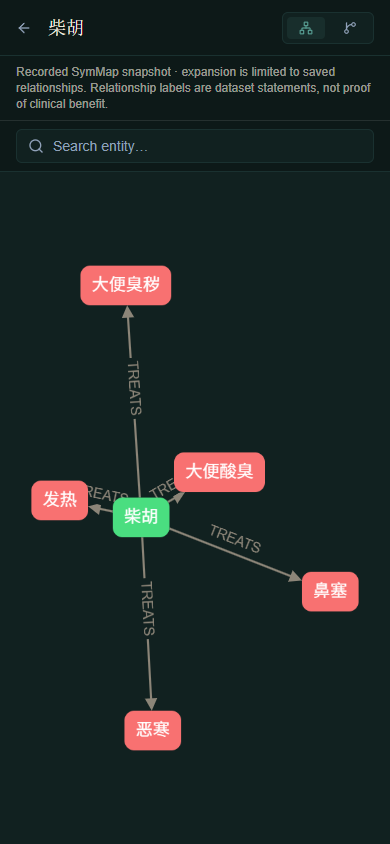 柴胡
Recorded SymMap snapshot · expansion is limited to saved
relationships. Relationship labels are dataset statements, not proof
of clinical benefit.
Search entity…
大便臭秽
TREATS
大便酸臭
发热
柴胡
TREATS
鼻塞
TREATS
恶寒